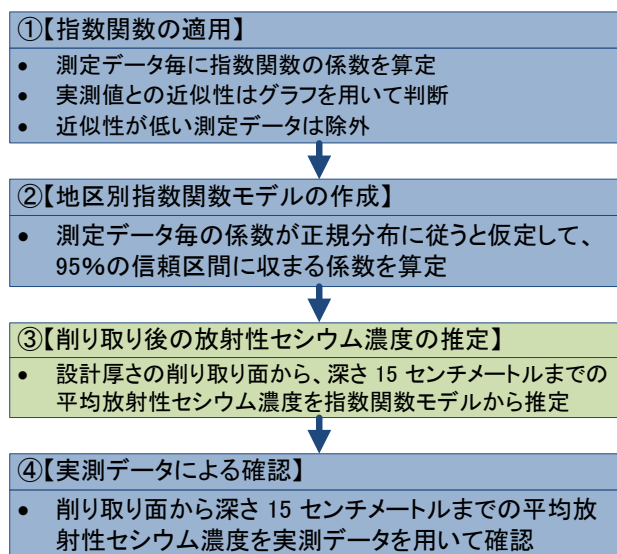 ①【指数関数の適用】
• 測定データ毎に指数関数の係数を算定
• 実測値との近似性はグラフを用いて判断
• 近似性が低い測定データは除外
②【地区別指数関数モデルの作成】
• 測定データ毎の係数が正規分布に従うと仮定して、
95%の信頼区間に収まる係数を算定
③【削り取り後の放射性セシウム濃度の推定】
• 設計厚さの削り取り面から、深さ 15 センチメートルまでの
平均放射性セシウム濃度を指数関数モデルから推定
④【実測データによる確認】
• 削り取り面から深さ 15 センチメートルまでの平均放
射性セシウム濃度を実測データを用いて確認